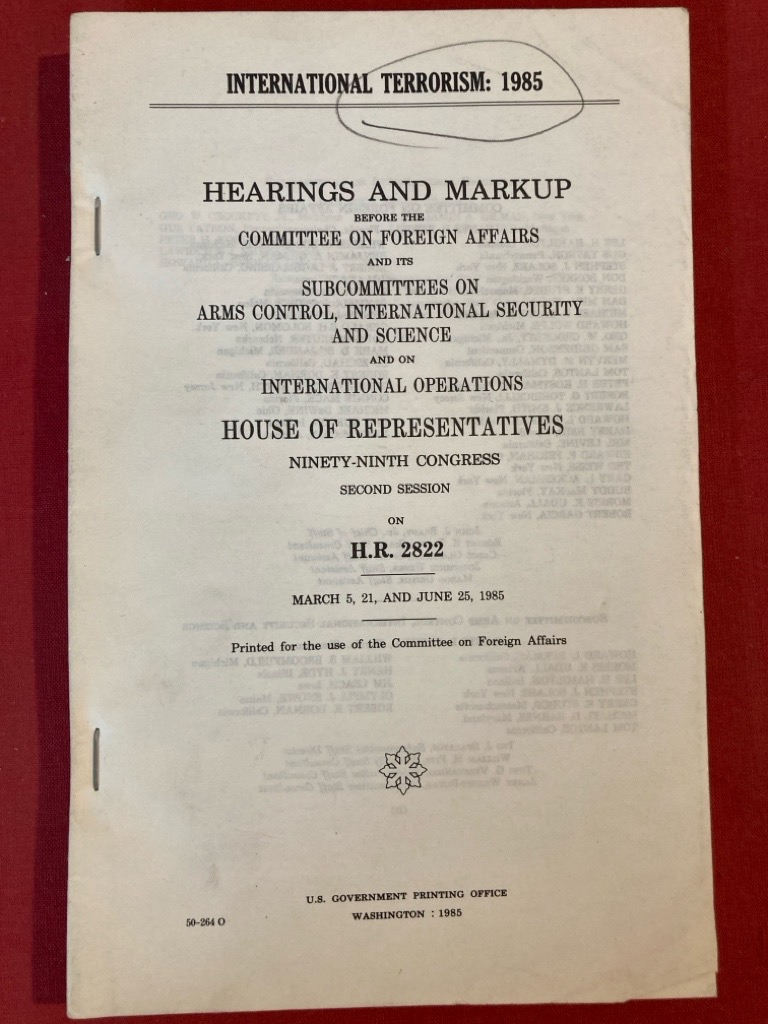 INTERNATIONAL TERRORISM: 1985
HEARINGS AND MARKUP
BEFORE THE
COMMITTEE ON FOREIGN AFFAIRS
AND ITS
SUBCOMMITTEES ON
ARMS CONTROL, INTERNATIONAL SECURITY
AND SCIENCE
AND ON
INTERNATIONAL OPERATIONS
HOUSE OF REPRESENTATIVES
NINETY-NINTH CONGRESS
SECOND SESSION
ON
H.R. 2822
MARCH 5, 21, AND JUNE 25, 1985
Printed for the use of the Committee on Foreign Affairs
U.S. GOVERNMENT PRINTING OFFICE
50-264 O
WASHINGTON : 1985